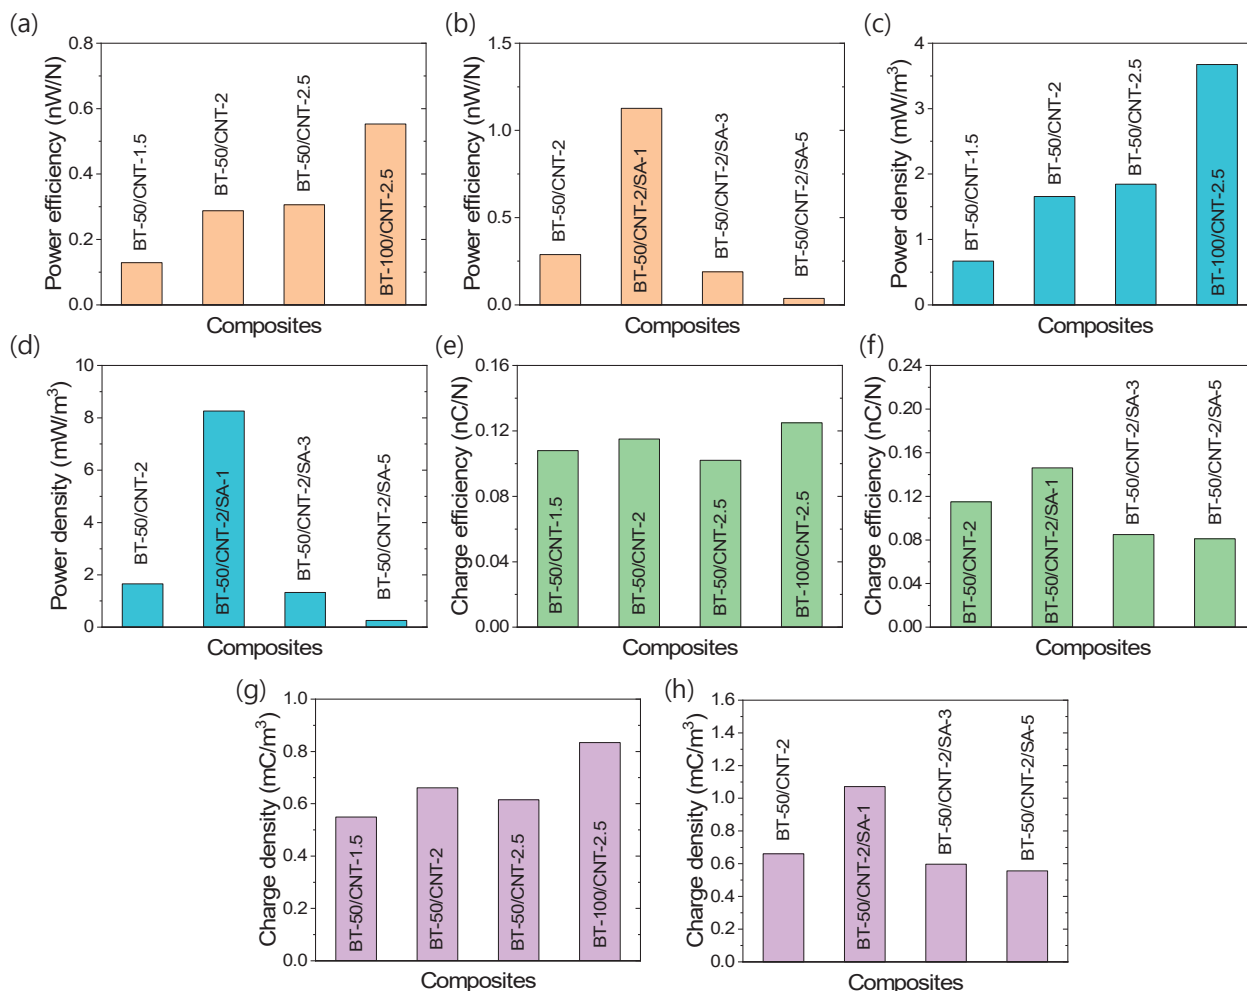 (a)
Power efficiency (nW/N)
0.8
0.6
0.4
0.2
0.0
BT-50/CNT-1.5
BT-50/CNT-2
BT-50/CNT-2.5
BT-100/CNT-2.5
Composites
(b)
Power efficiency (nW/N)
1.5
1.0
0.5
0.0
BT-50/CNT-2
BT-50/CNT-2/SA-1
BT-50/CNT-2/SA-3
BT-50/CNT-2/SA-5
Composites
(c)
Power density (mW/m³)
4
3
2
1
0
BT-50/CNT-1.5
BT-50/CNT-2
BT-50/CNT-2.5
BT-100/CNT-2.5
Composites
(d)
Power density (mW/m³)
10
8
6
4
2
0
BT-50/CNT-2
BT-50/CNT-2/SA-1
BT-50/CNT-2/SA-3
BT-50/CNT-2/SA-5
Composites
(e)
Charge efficiency (nC/N)
0.16
0.12
0.08
0.04
0.00
BT-50/CNT-1.5
BT-50/CNT-2
BT-50/CNT-2.5
BT-100/CNT-2.5
Composites
(f)
Charge efficiency (nC/N)
0.24
0.20
0.16
0.12
0.08
0.04
0.00
BT-50/CNT-2
BT-50/CNT-2/SA-1
BT-50/CNT-2/SA-3
BT-50/CNT-2/SA-5
Composites
(g)
Charge density (mC/m³)
1.0
0.8
0.6
0.4
0.2
0.0
BT-50/CNT-1.5
BT-50/CNT-2
BT-50/CNT-2.5
BT-100/CNT-2.5
Composites
(h)
Charge density (mC/m³)
1.6
1.4
1.2
1.0
0.8
0.6
0.4
0.2
0.0
BT-50/CNT-2
BT-50/CNT-2/SA-1
BT-50/CNT-2/SA-3
BT-50/CNT-2/SA-5
Composites